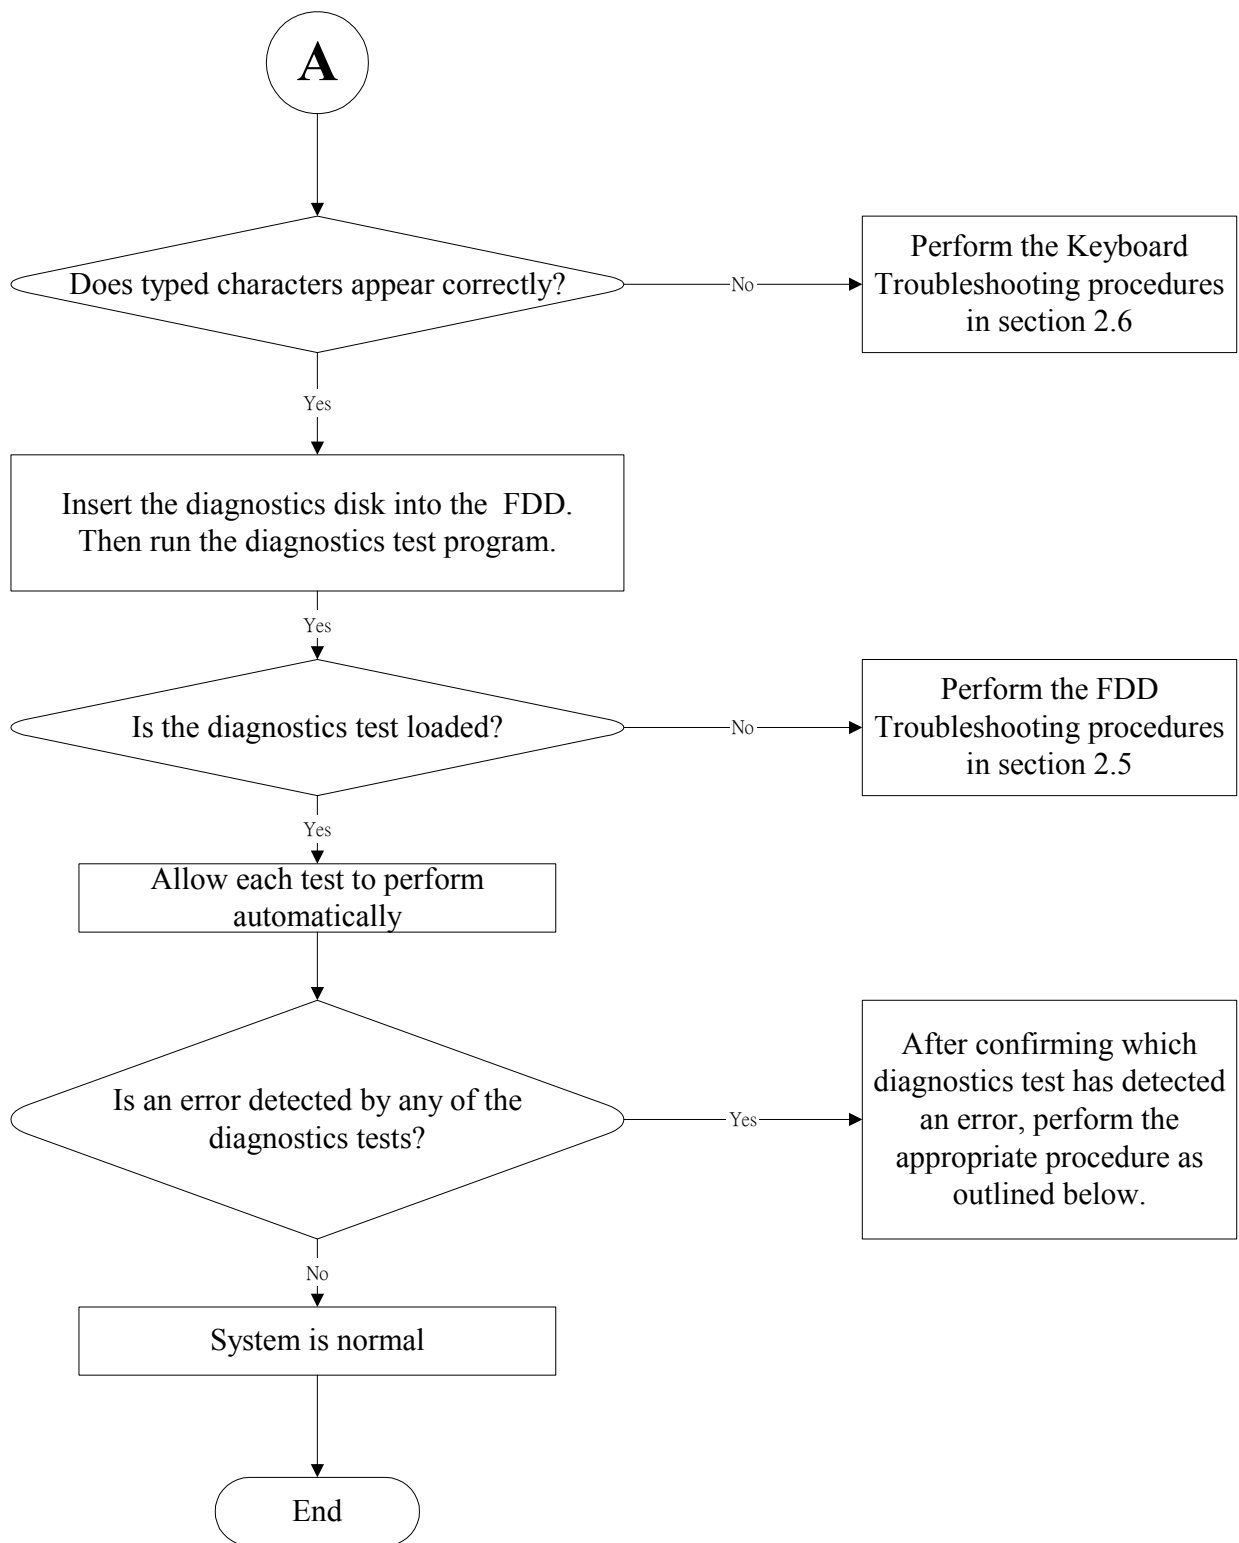 A
Does typed characters appear correctly?
No
Perform the Keyboard
Troubleshooting procedures
in section 2.6
Yes
Insert the diagnostics disk into the  FDD.
Then run the diagnostics test program.
Yes
Is the diagnostics test loaded?
No
Perform the FDD
Troubleshooting procedures
in section 2.5
Yes
Allow each test to perform
automatically
Is an error detected by any of the
diagnostics tests?
Yes
After confirming which
diagnostics test has detected
an error, perform the
appropriate procedure as
outlined below.
No
System is normal
End